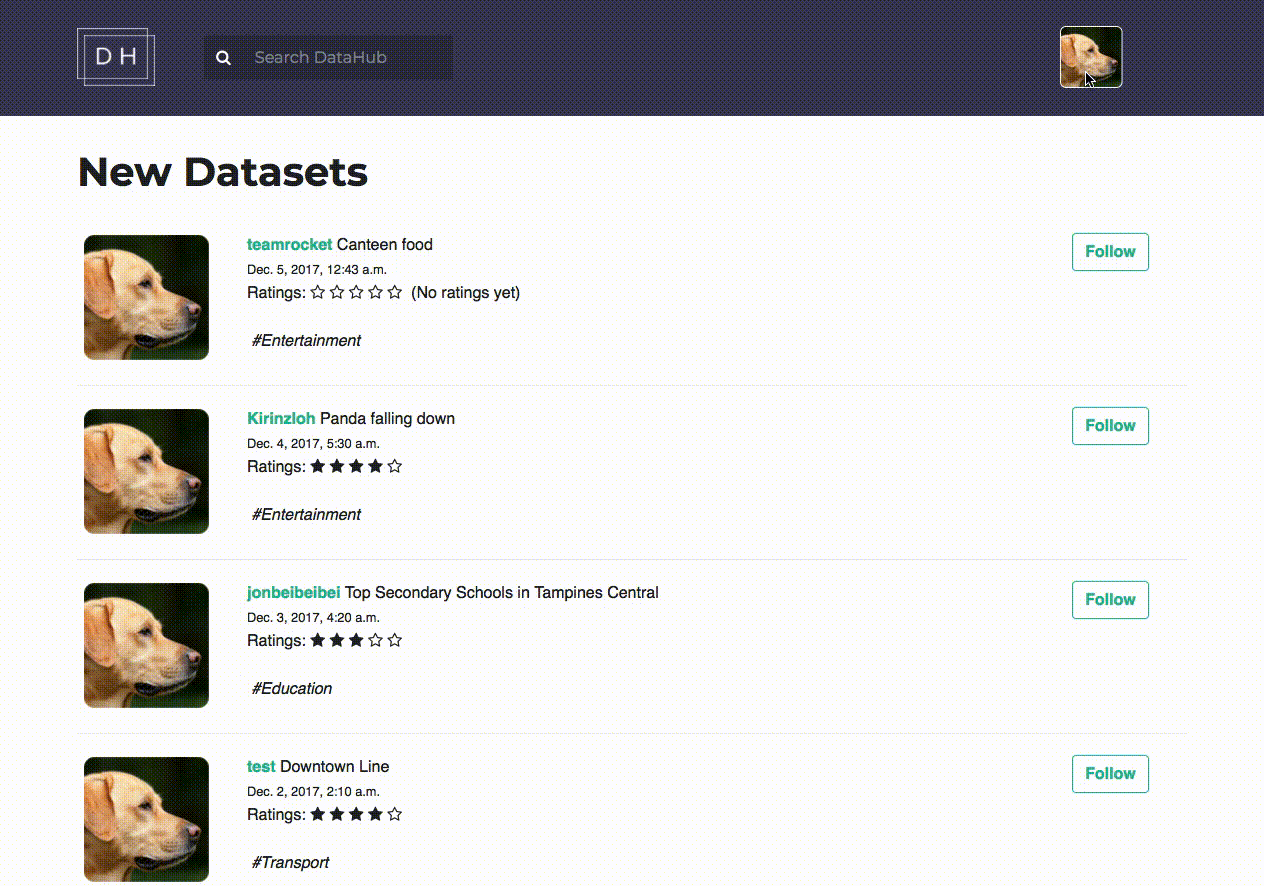 DH
Search DataHub
New Datasets
teamrocket Canteen food
Follow
Dec. 5, 2017, 12:43 a.m.
Ratings: ☆ ☆ ☆ ☆ ☆ (No ratings yet)
#Entertainment
Kirinzloh Panda falling down
Follow
Dec. 4, 2017, 5:30 a.m.
Ratings: ★ ★ ★ ★ ☆
#Entertainment
jonbeibeibei Top Secondary Schools in Tampines Central
Follow
Dec. 3, 2017, 4:20 a.m.
Ratings: ★ ★ ★ ☆ ☆
#Education
test Downtown Line
Follow
Dec. 2, 2017, 2:10 a.m.
Ratings: ★ ★ ★ ★ ☆
#Transport